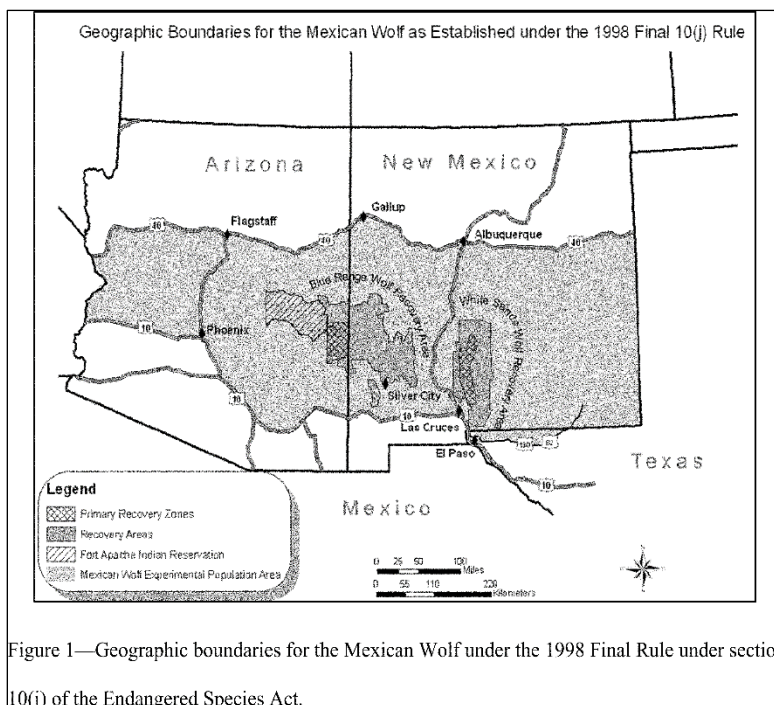 Geographic Boundaries for the Mexican Wolf as Established under the 1998 Final 10(j) Rule
Arizona
New Mexico
Gallup
Flagstaff
Albuquerque
40
40
40
Blue Range Wolf Recovery Area
White Sands Wolf Recovery Area
10
Phoenix
10
Silver City
10
Las Cruces
El Paso
Texas
10
Mexico
Legend
Primary Recovery Zones
Recovery Areas
Fort Apache Indian Reservation
Mexican Wolf Experimental Population Area
0 25 50 100
Miles
0 55 110 220
Kilometers
Figure 1—Geographic boundaries for the Mexican Wolf under the 1998 Final Rule under sectio
10(j) of the Endangered Species Act.